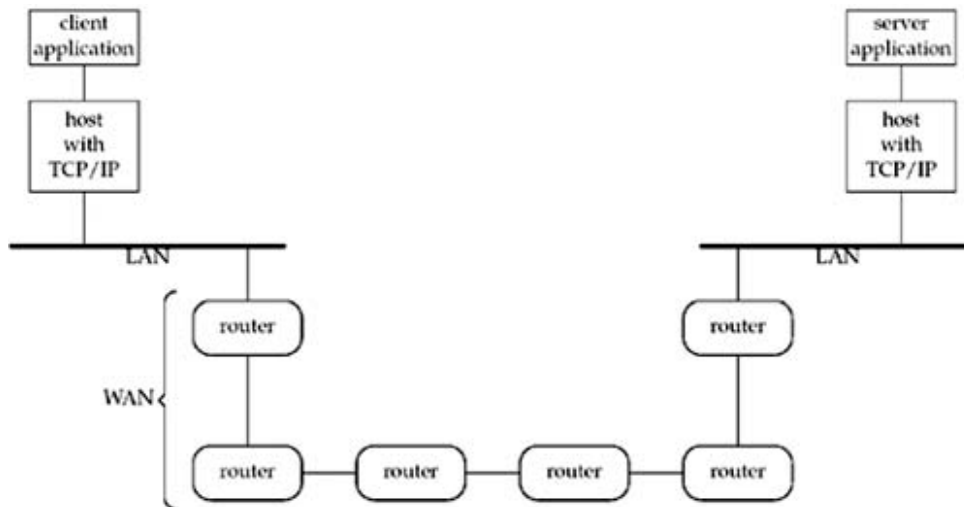 client
application
server
application
host
with
TCP/IP
host
with
TCP/IP
LAN
LAN
router
router
WAN
router
router
router
router